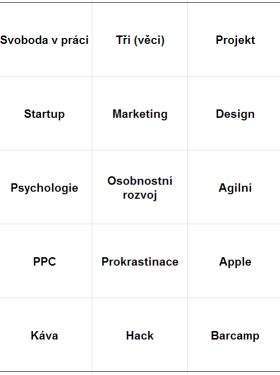 Svoboda v práci
Tři (věci)
Projekt
Startup
Marketing
Design
Psychologie
Osobnostní
rozvoj
Agilní
PPC
Prokrastinace
Apple
Káva
Hack
Barcamp